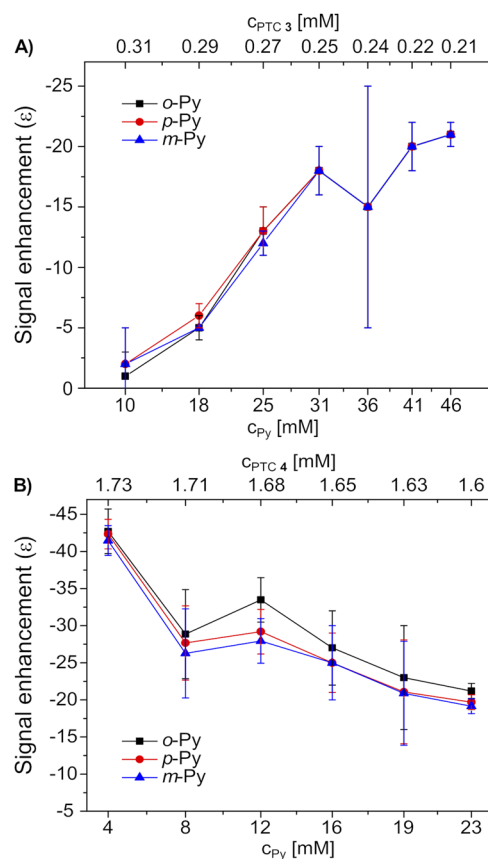 c_PTC 3 [mM]
A) 0.31 0.29 0.27 0.25 0.24 0.22 0.21
-25
o-Py
p-Py
m-Py
-20
-15
-10
-5
0
Signal enhancement (ε)
10 18 25 31 36 41 46
c_Py [mM]
c_PTC 4 [mM]
B) 1.73 1.71 1.68 1.65 1.63 1.6
-45
-40
-35
-30
-25
-20
-15
-10
-5
Signal enhancement (ε)
o-Py
p-Py
m-Py
4 8 12 16 19 23
c_Py [mM]